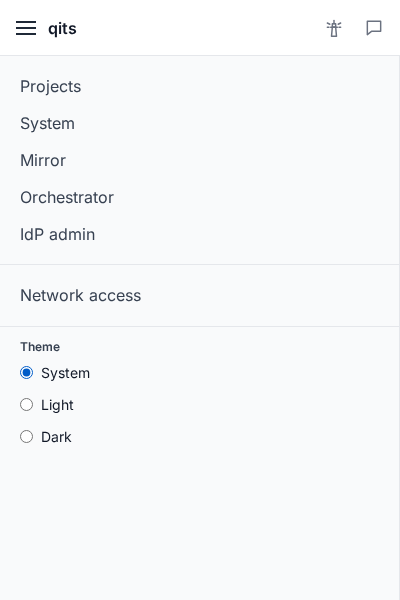 qits
Projects
System
Mirror
Orchestrator
IdP admin
Network access
Theme
System
Light
Dark